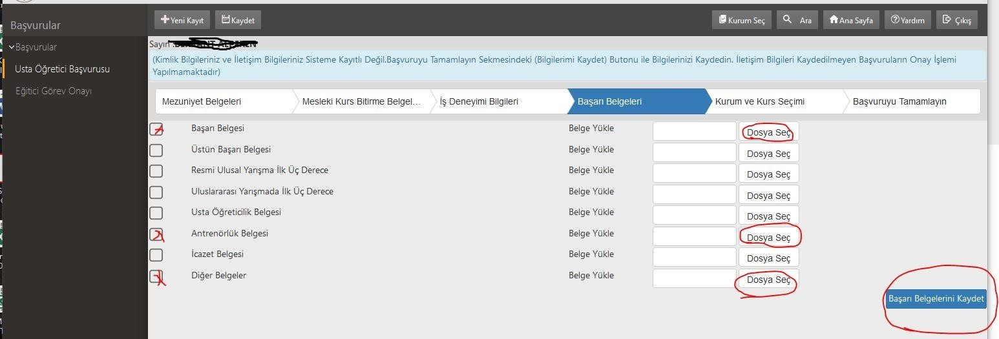 Yeni Kayıt Kaydet Kurum Seç Ara Ana Sayfa Yardım Çıkış
Başvurular
Başvurular
Usta Öğretici Başvurusu
Eğitici Görev Onayı
Sayın :
(Kimlik Bilgileriniz ve İletişim Bilgileriniz Sisteme Kayıtlı Değil.Başvuruyu Tamamlayın Sekmesindeki (Bilgilerimi Kaydet) Butonu ile Bilgilerinizi Kaydedin. İletişim Bilgileri Kaydedilmeyen Başvuruların Onay İşlemi
Yapılmamaktadır)
Mezuniyet Belgeleri Mesleki Kurs Bitirme Belgel... İş Deneyimi Bilgileri Başarı Belgeleri Kurum ve Kurs Seçimi Başvuruyu Tamamlayın
Başarı Belgesi Belge Yükle Dosya Seç
Üstün Başarı Belgesi Belge Yükle Dosya Seç
Resmi Ulusal Yarışma İlk Üç Derece Belge Yükle Dosya Seç
Uluslararası Yarışmada İlk Üç Derece Belge Yükle Dosya Seç
Usta Öğreticilik Belgesi Belge Yükle Dosya Seç
Antrenörlük Belgesi Belge Yükle Dosya Seç
İcazet Belgesi Belge Yükle Dosya Seç
Diğer Belgeler Belge Yükle Dosya Seç
Başarı Belgelerini Kaydet